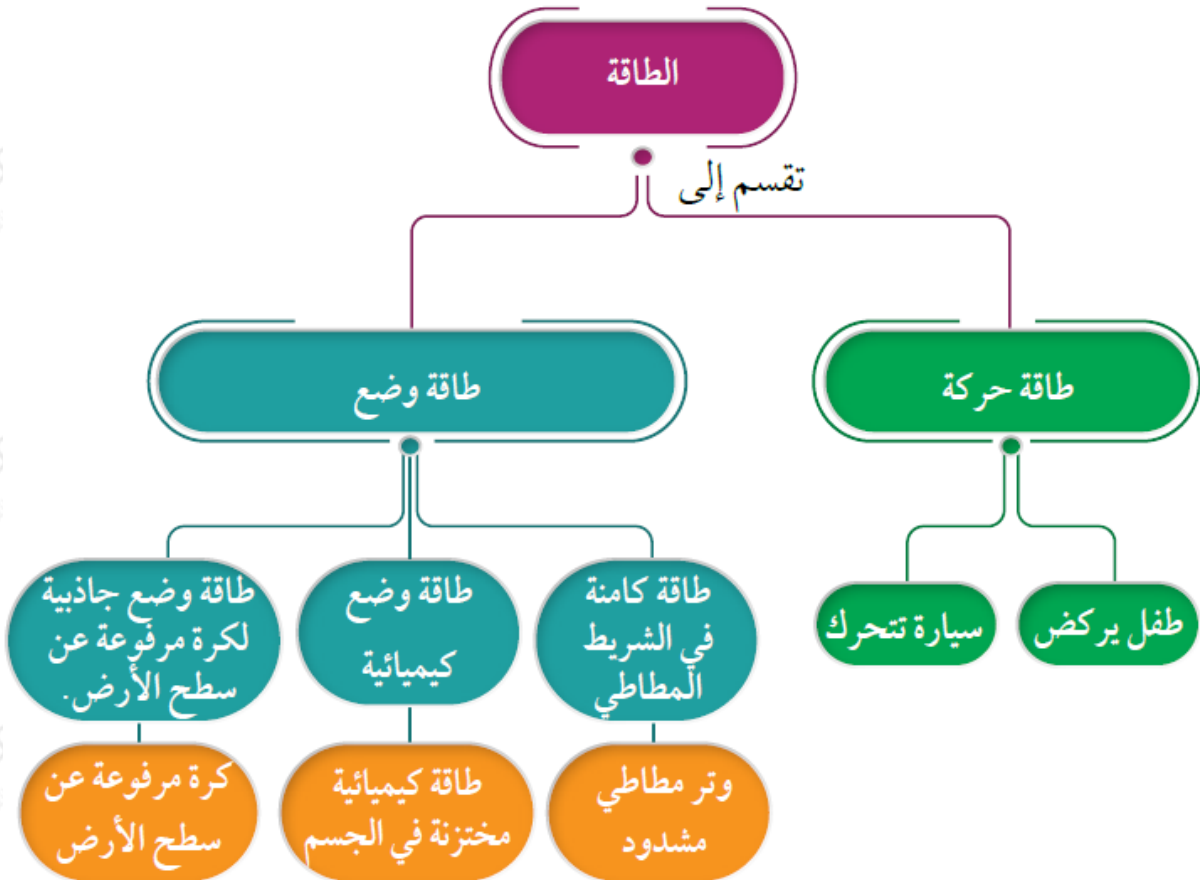 الطاقة
تقسم إلى
طاقة حركة
طاقة وضع
طفل يركض
سيارة تتحرك
طاقة كامنة
في الشريط
المطاطي
طاقة وضع
كيميائية
طاقة وضع جاذبية
لكرة مرفوعة عن
سطح الأرض.
وتر مطاطي
مشدود
طاقة كيميائية
مختزنة في الجسم
كرة مرفوعة عن
سطح الأرض